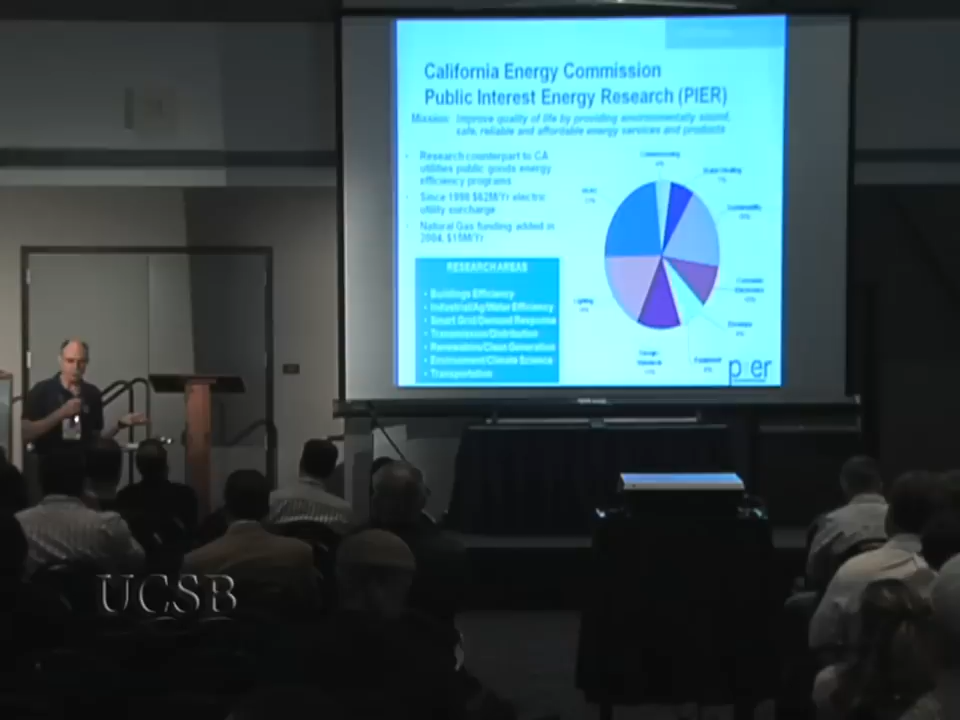 California Energy Commission
Public Interest Energy Research (PIER)
Mission: Improve quality of life by providing environmentally sound,
safe, reliable and affordable energy services and products
Research counterpart to CA
utilities public goods energy
efficiency programs
Since 1998 $62M/Yr electric
utility surcharge
Natural Gas funding added in
2004, $15M/Yr
RESEARCH AREAS
• Buildings Efficiency
• Industrial/Ag/Water Efficiency
• Smart Grid/Demand Response
• Transmission/Distribution
• Renewables/Clean Generation
• Environment/Climate Science
• Transportation
Lighting
HVAC
Sustainability
Envelope
pier
UCSB